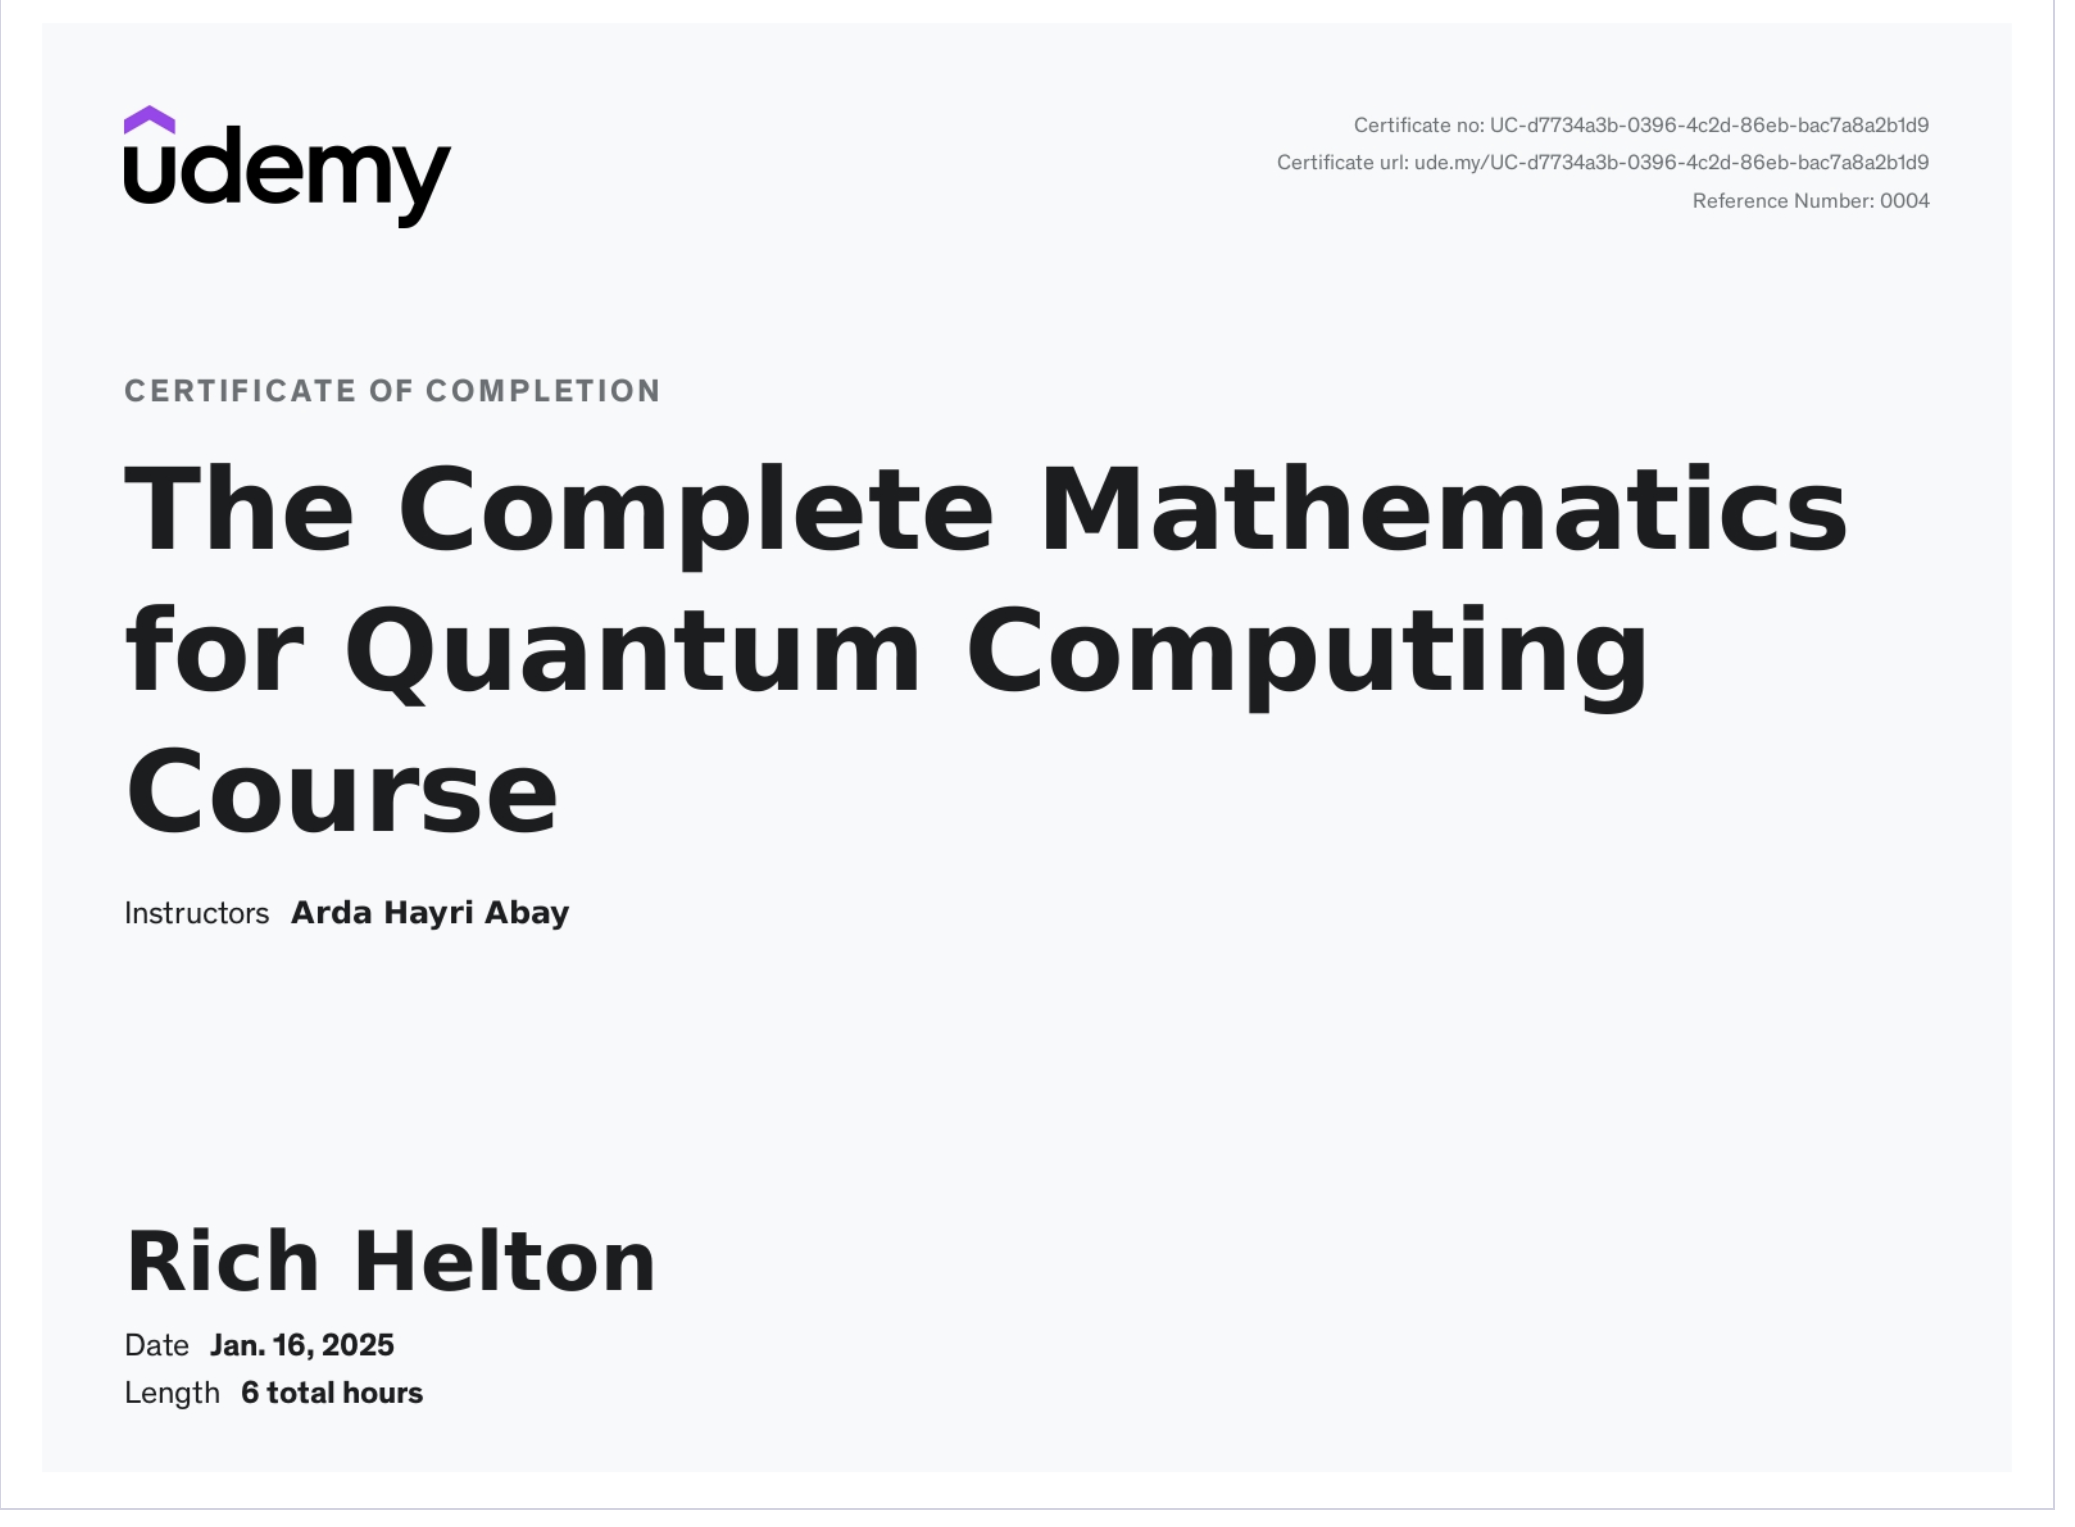 udemy
Certificate no: UC-d7734a3b-0396-4c2d-86eb-bac7a8a2b1d9
Certificate url: ude.my/UC-d7734a3b-0396-4c2d-86eb-bac7a8a2b1d9
Reference Number: 0004
CERTIFICATE OF COMPLETION
The Complete Mathematics
for Quantum Computing
Course
Instructors Arda Hayri Abay
Rich Helton
Date Jan. 16, 2025
Length 6 total hours